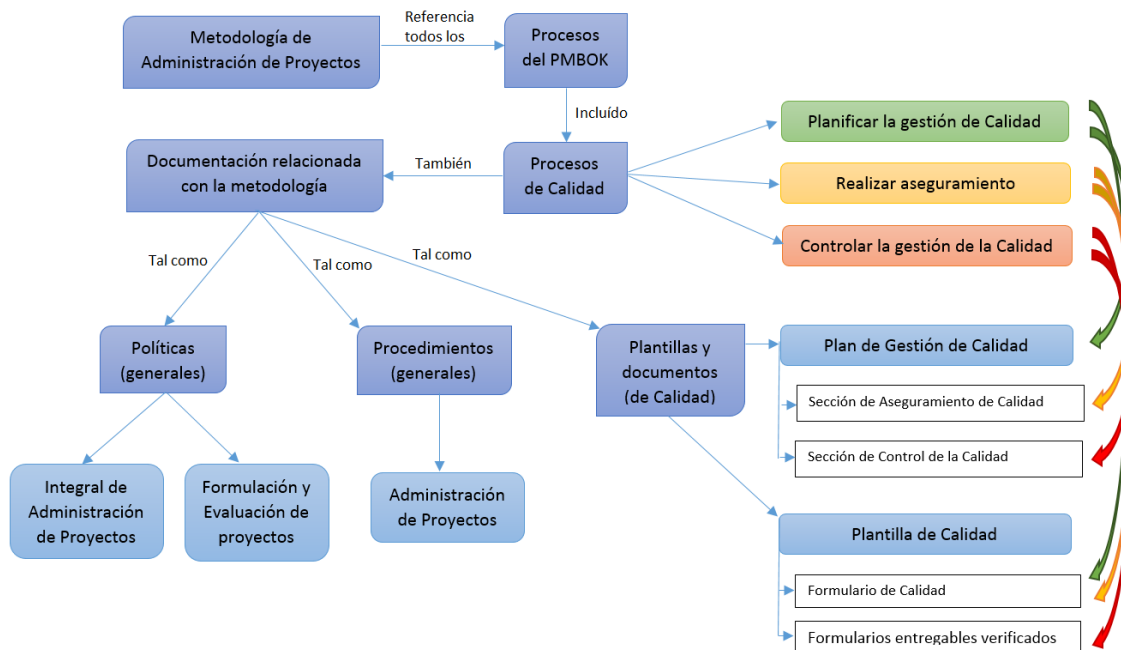 Metodología de
Administración de Proyectos
Referencia
todos los
Procesos
del PMBOK
Incluído
Planificar la gestión de Calidad
Documentación relacionada
con la metodología
También
Procesos
de Calidad
Realizar aseguramiento
Controlar la gestión de la Calidad
Tal como
Tal como
Tal como
Políticas
(generales)
Procedimientos
(generales)
Plantillas y
documentos
(de Calidad)
Plan de Gestión de Calidad
Sección de Aseguramiento de Calidad
Sección de Control de la Calidad
Integral de
Administración
de Proyectos
Formulación y
Evaluación de
proyectos
Administración
de Proyectos
Plantilla de Calidad
Formulario de Calidad
Formularios entregables verificados